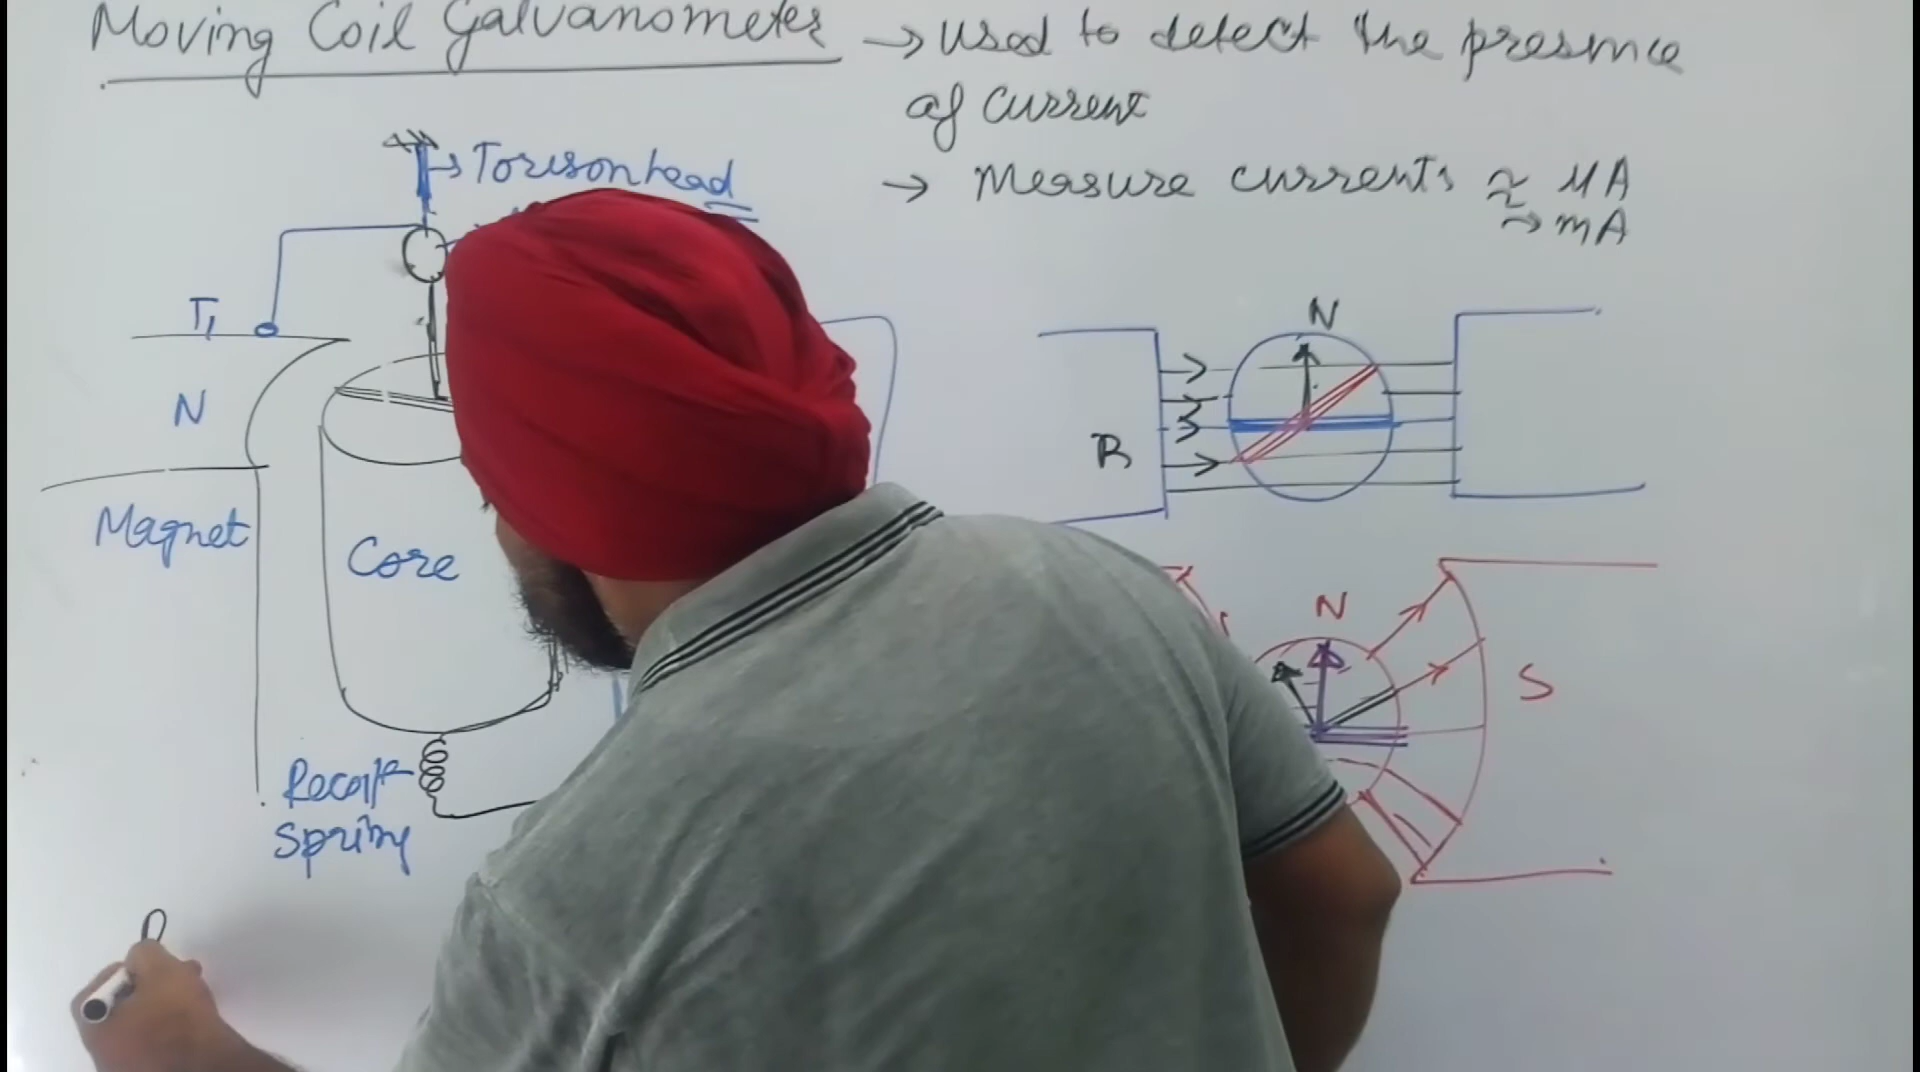 Moving Coil Galvanometer → Used to detect the presence
of current
→ Measure currents ≈ μA
→ mA
Torison head
T1
N
Magnet
Core
Recoil
Spring
N
B
N
S